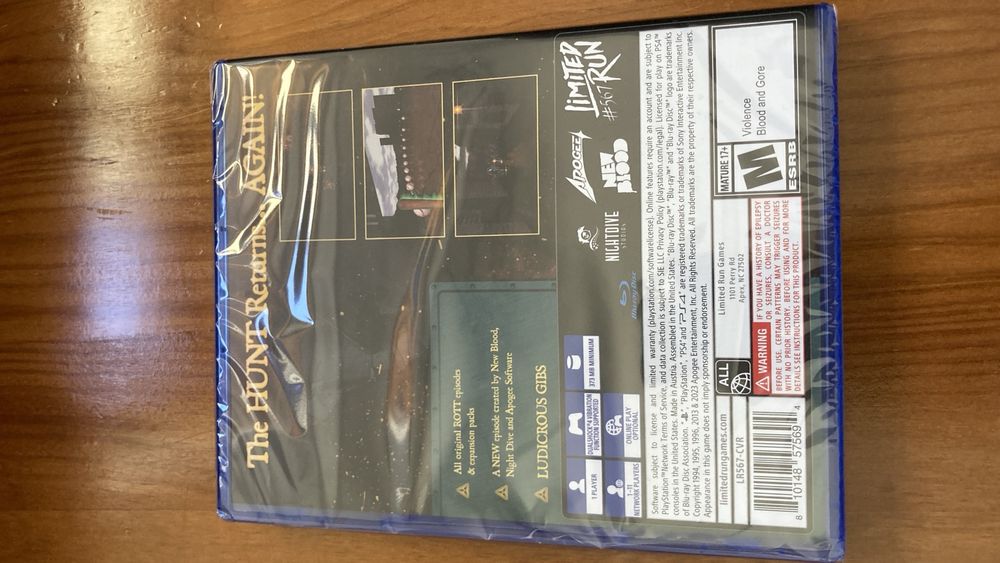 The HUNT Returns AGAIN!
All original ROTT episodes
& expansion packs
A NEW episode created by New Blood,
Night Dive and Apogee Software
LUDICROUS GIBS
1 PLAYER
DUALSHOCK®4 VIBRATION
FUNCTION SUPPORTED
373 MB MINIMUM
1-11
NETWORK PLAYERS
ONLINE PLAY
OPTIONAL
Blu-ray Disc
NIGHTDIVE
STUDIOS
APOGEE
NEW
BLOOD
LIMITED
RUN
#567
Software subject to license and limited warranty (playstation.com/softwarelicense). Online features require an account and are subject to
PlayStation™Network Terms of Service, and data collection is subject to SIE LLC Privacy Policy (playstation.com/legal). Licensed for play on PS4™
consoles in the United States. Made in Austria. Assembled in the United States. "Blu-ray Disc™", "Blu-ray™" and "Blu-ray Disc™" logo are trademarks
of Blu-ray Disc Association. "PlayStation", "PS4" and "PS4" are registered trademarks or trademarks of Sony Interactive Entertainment Inc.
Copyright 1994, 1995, 1996, 2013 & 2023 Apogee Entertainment, Inc. All Rights Reserved. All trademarks are the property of their respective owners.
Appearance in this game does not imply sponsorship or endorsement.
limitedrungames.com
LR567-CVR
8 10148 57569 4
ALL
Limited Run Games
1101 Perry Rd
Apex, NC 27502
WARNING IF YOU HAVE A HISTORY OF EPILEPSY
OR SEIZURES, CONSULT A DOCTOR
BEFORE USE. CERTAIN PATTERNS MAY TRIGGER SEIZURES
WITH NO PRIOR HISTORY. BEFORE USING AND FOR MORE
DETAILS SEE INSTRUCTIONS FOR THIS PRODUCT.
MATURE 17+
M
ESRB
Violence
Blood and Gore